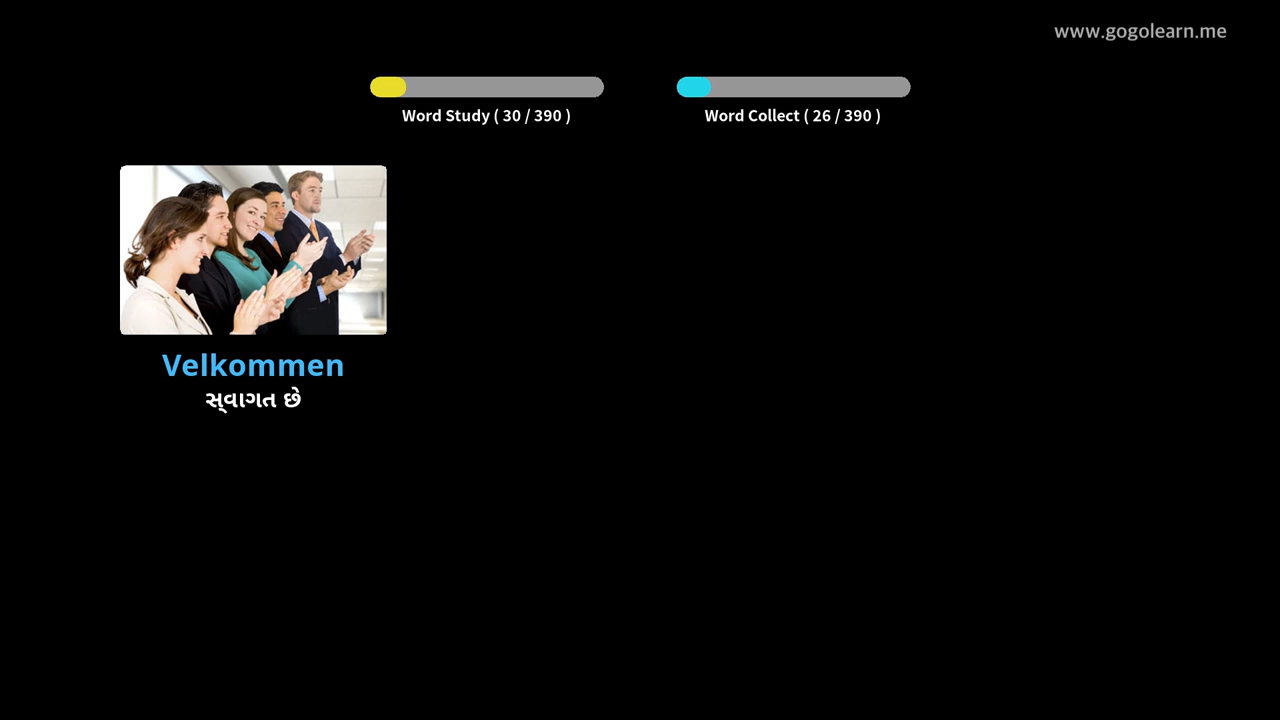 www.gogolearn.me
Word Study ( 30 / 390 )
Word Collect ( 26 / 390 )
Velkommen
સ્વાગત છે